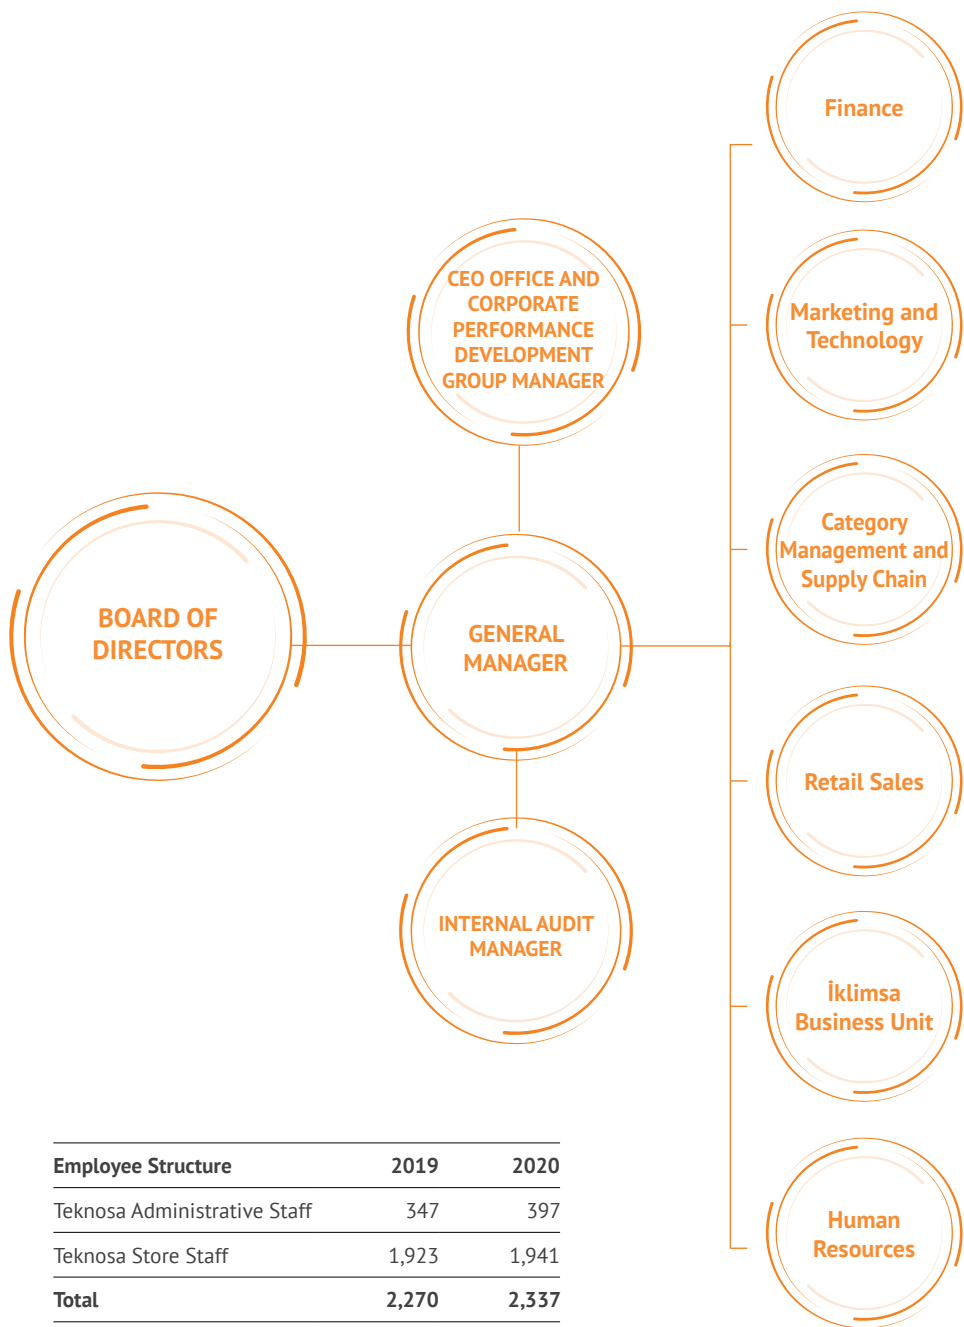 Finance
CEO OFFICE AND
CORPORATE
PERFORMANCE
DEVELOPMENT
GROUP MANAGER
Marketing and
Technology
Category
Management and
Supply Chain
BOARD OF
DIRECTORS
GENERAL
MANAGER
Retail Sales
INTERNAL AUDIT
MANAGER
İklimsa
Business Unit
Human
Resources
Employee Structure 2019 2020
Teknosa Administrative Staff 347 397
Teknosa Store Staff 1,923 1,941
Total 2,270 2,337